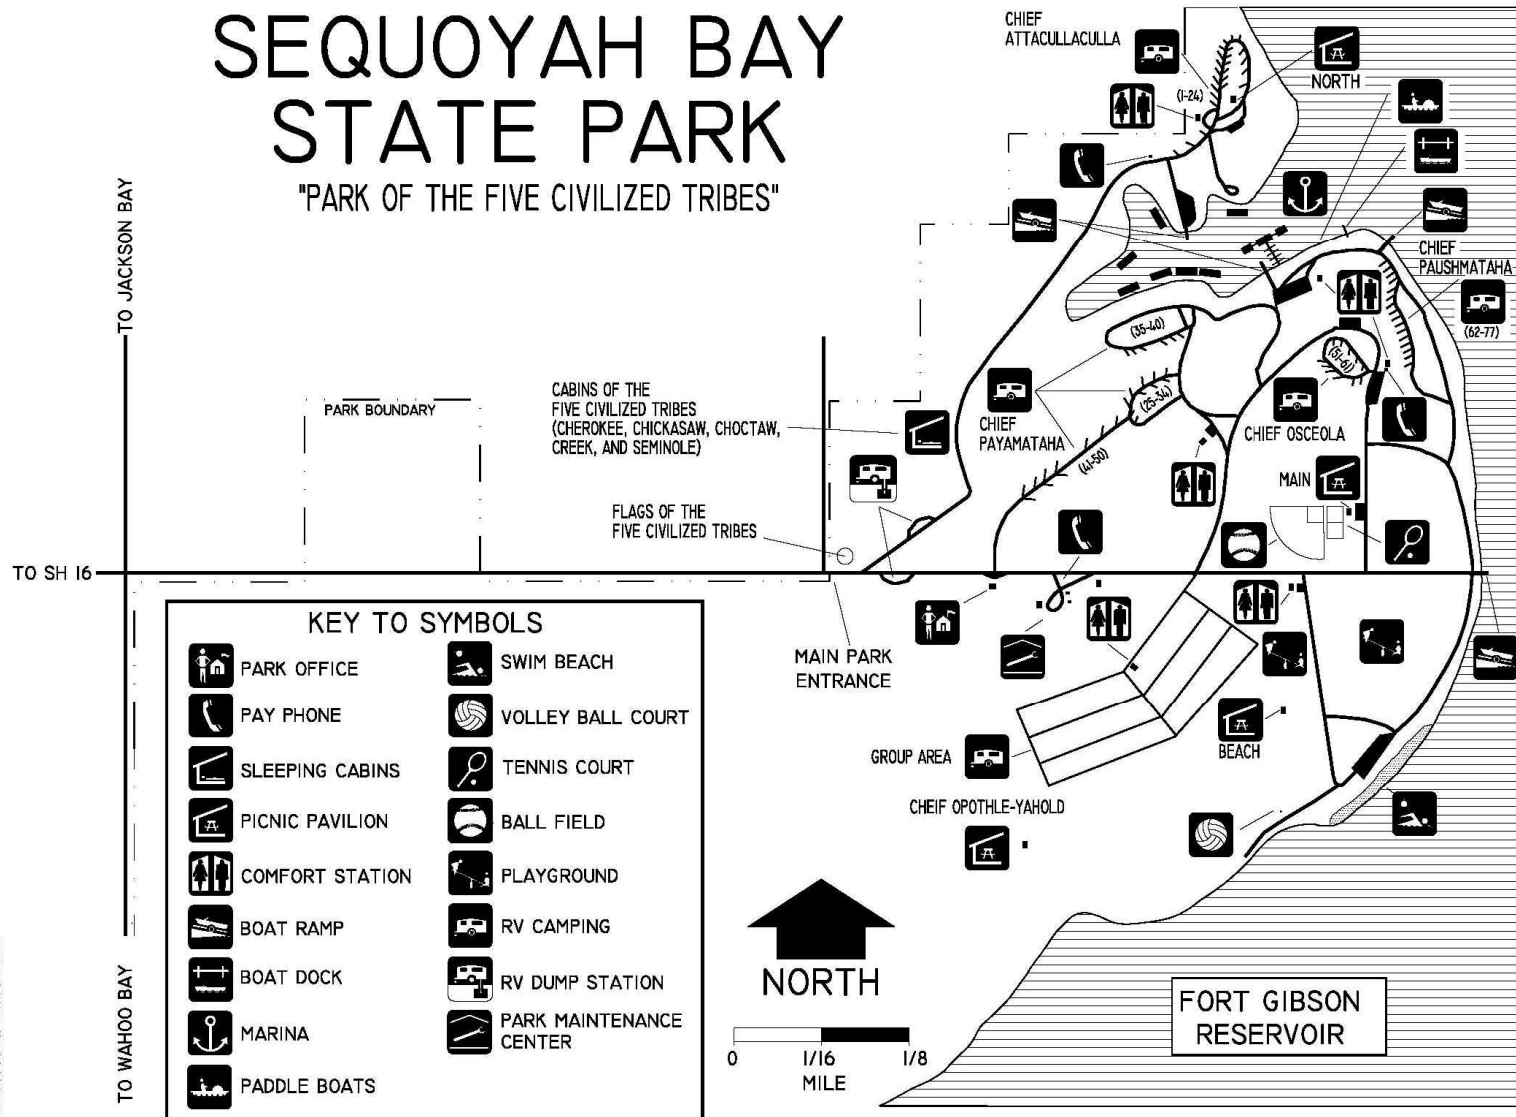 SEQUOYAH BAY
STATE PARK
"PARK OF THE FIVE CIVILIZED TRIBES"
TO JACKSON BAY
PARK BOUNDARY
CABINS OF THE
FIVE CIVILIZED TRIBES
(CHEROKEE, CHICKASAW, CHOCTAW,
CREEK, AND SEMINOLE)
FLAGS OF THE
FIVE CIVILIZED TRIBES
TO SH 16
TO WAHOO BAY
MAIN PARK
ENTRANCE
CHIEF
ATTACULLACULLA
(1-24)
NORTH
CHIEF
PAUSHMATAHA
(62-77)
(35-40)
(25-34)
(41-50)
CHIEF
PAYAMATAHA
(51-61)
CHIEF OSCEOLA
MAIN
BEACH
GROUP AREA
CHEIF OPOTHLE-YAHOLD
KEY TO SYMBOLS
PARK OFFICE
PAY PHONE
SLEEPING CABINS
PICNIC PAVILION
COMFORT STATION
BOAT RAMP
BOAT DOCK
MARINA
PADDLE BOATS
SWIM BEACH
VOLLEY BALL COURT
TENNIS COURT
BALL FIELD
PLAYGROUND
RV CAMPING
RV DUMP STATION
PARK MAINTENANCE
CENTER
NORTH
0 1/16 1/8
MILE
FORT GIBSON
RESERVOIR